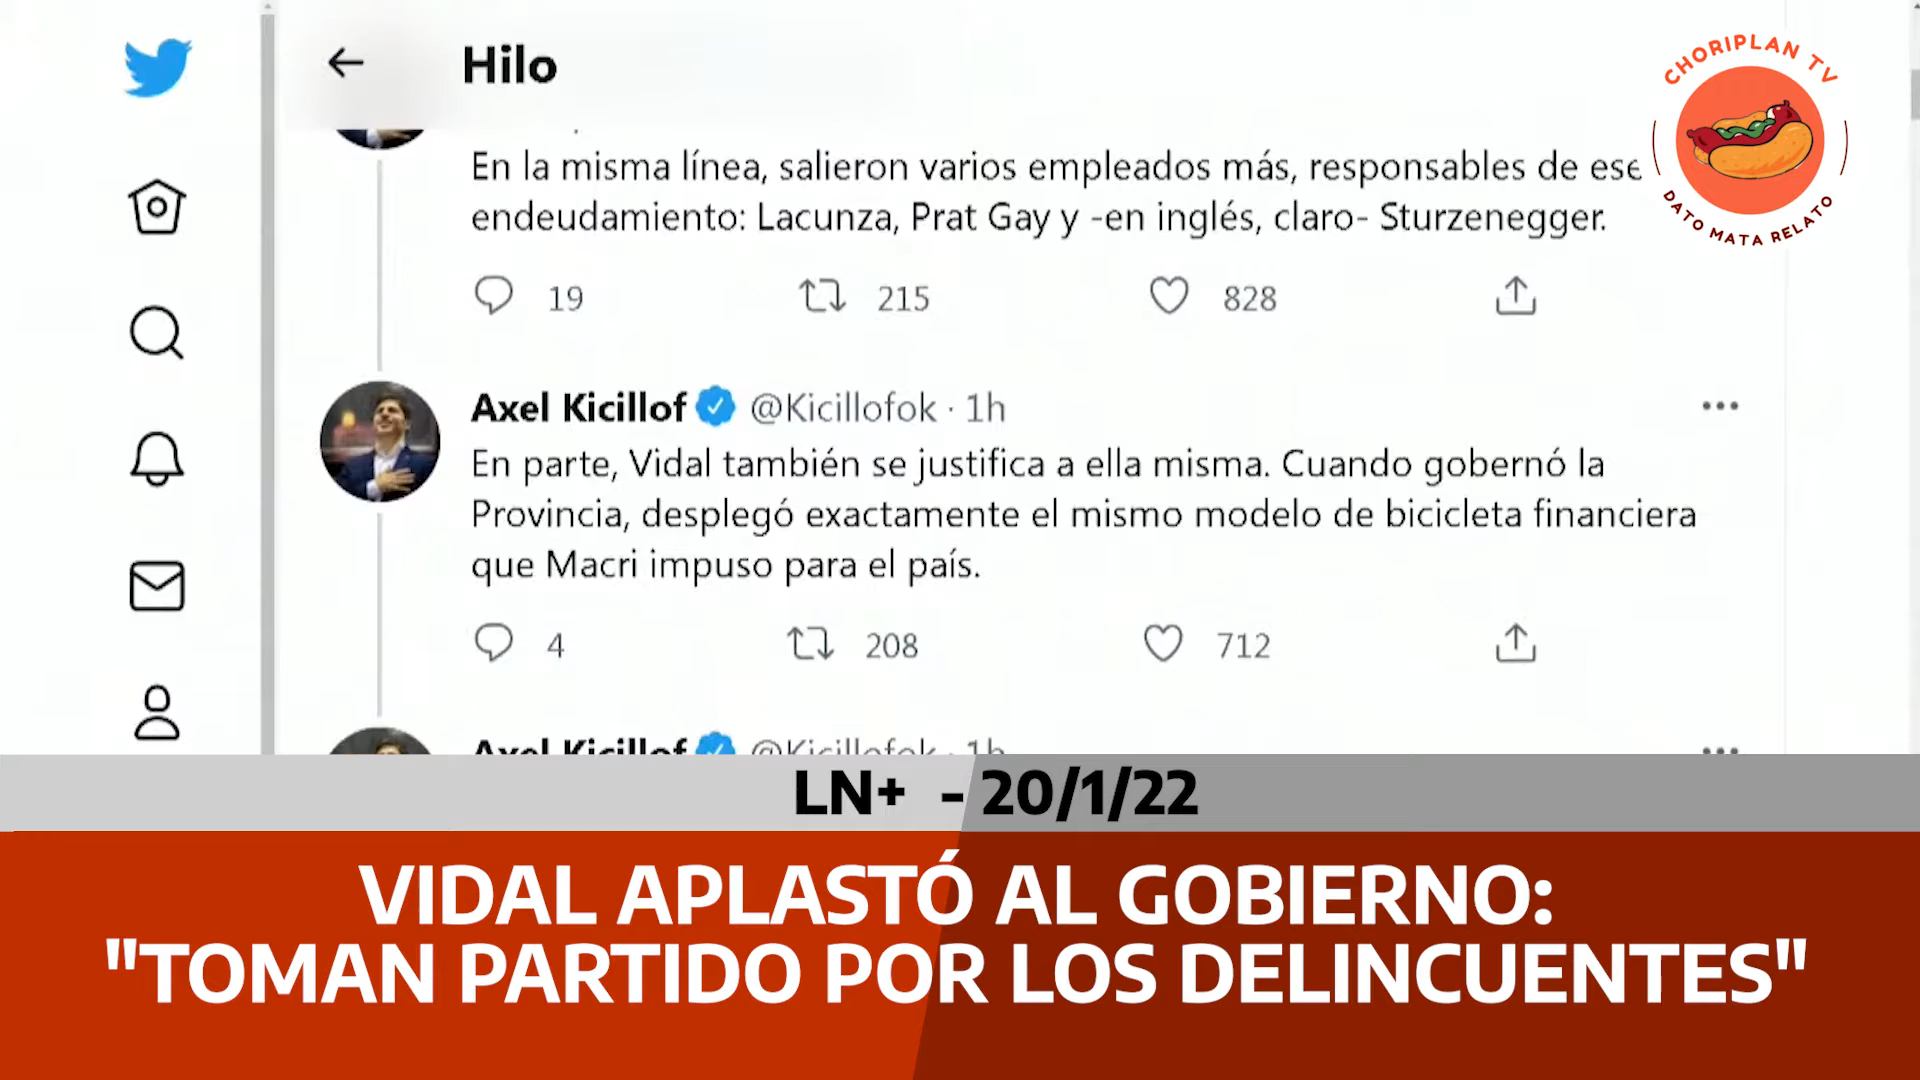 Hilo
CHORIPLAN TV
DATO MATA RELATO
En la misma línea, salieron varios empleados más, responsables de ese
endeudamiento: Lacunza, Prat Gay y -en inglés, claro- Sturzenegger.
19 215 828
Axel Kicillof @Kicillofok · 1h
En parte, Vidal también se justifica a ella misma. Cuando gobernó la
Provincia, desplegó exactamente el mismo modelo de bicicleta financiera
que Macri impuso para el país.
4 208 712
Axel Kicillof @Kicillofok · 1h
LN+ - 20/1/22
VIDAL APLASTÓ AL GOBIERNO:
"TOMAN PARTIDO POR LOS DELINCUENTES"